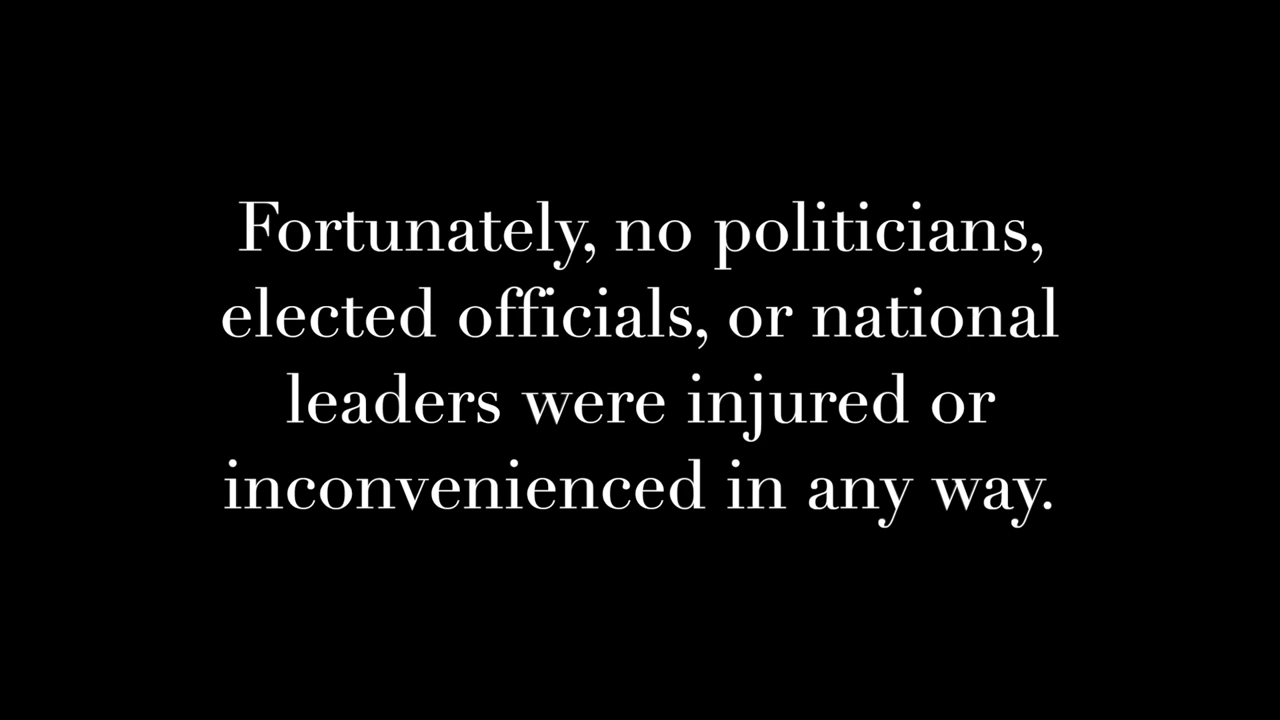 Fortunately, no politicians,
elected officials, or national
leaders were injured or
inconvenienced in any way.